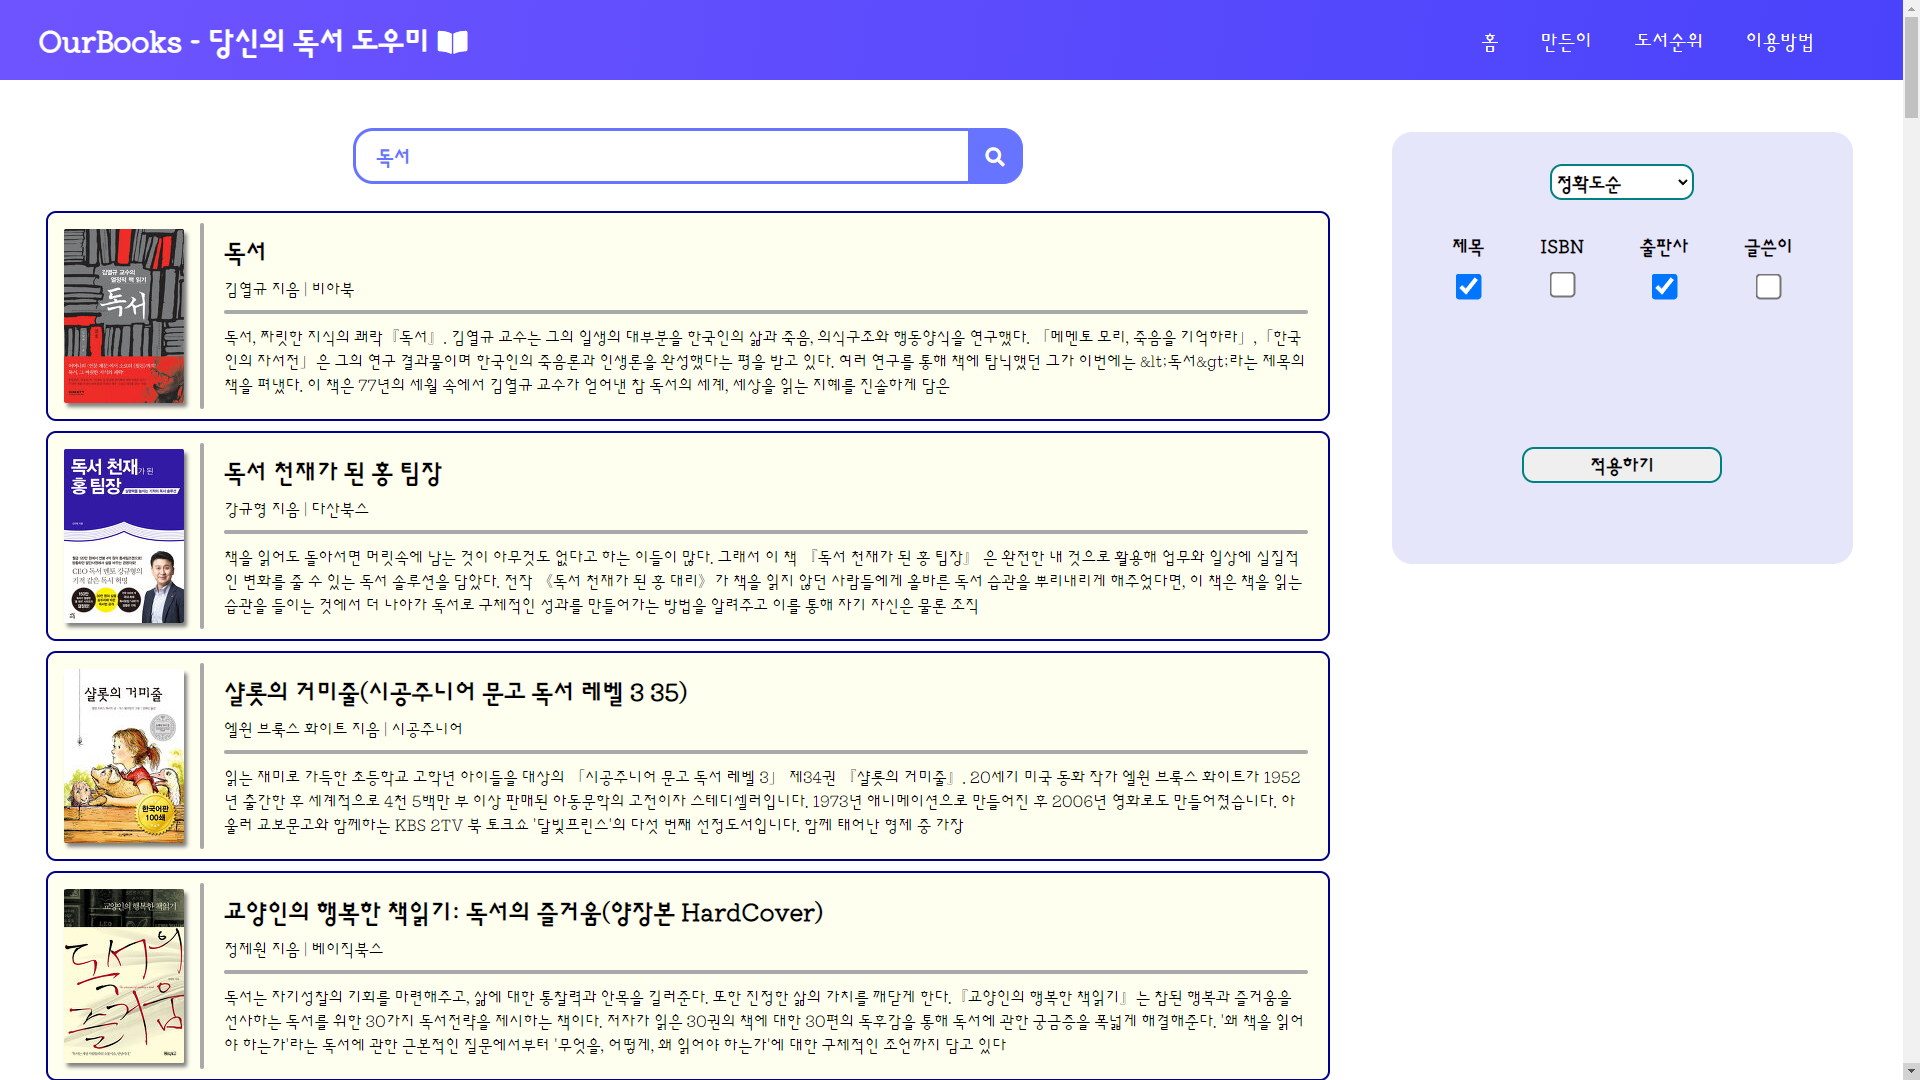 OurBooks - 당신의 독서 도우미
홈
만든이
도서순위
이용방법
독서
정확도순
제목
ISBN
출판사
글쓴이
적용하기
김열규 교수의
열정적 책 읽기
독서
독서
김열규 지음 | 비아북
독서, 짜릿한 지식의 쾌락『독서』. 김열규 교수는 그의 일생의 대부분을 한국인의 삶과 죽음, 의식구조와 행동양식을 연구했다. 「메멘토 모리, 죽음을 기억하라」,「한국
인의 자서전」은 그의 연구 결과물이며 한국인의 죽음론과 인생론을 완성했다는 평을 받고 있다. 여러 연구를 통해 책에 탐닉했던 그가 이번에는 &lt;독서&gt;라는 제목의
책을 펴냈다. 이 책은 77년의 세월 속에서 김열규 교수가 얻어낸 참 독서의 세계, 세상을 읽는 지혜를 진솔하게 담은
독서 천재가 된
홍 팀장
CEO 독서 멘토 강규형의
기적 같은 독서 혁명
독서 천재가 된 홍 팀장
강규형 지음 | 다산북스
책을 읽어도 돌아서면 머릿속에 남는 것이 아무것도 없다고 하는 이들이 많다. 그래서 이 책 『독서 천재가 된 홍 팀장』 은 완전한 내 것으로 활용해 업무와 일상에 실질적
인 변화를 줄 수 있는 독서 솔루션을 담았다. 전작 《독서 천재가 된 홍 대리》가 책을 읽지 않던 사람들에게 올바른 독서 습관을 뿌리내리게 해주었다면, 이 책은 책을 읽는
습관을 들이는 것에서 더 나아가 독서로 구체적인 성과를 만들어가는 방법을 알려주고 이를 통해 자기 자신은 물론 조직
샬롯의 거미줄
한국어판
100쇄
샬롯의 거미줄(시공주니어 문고 독서 레벨 3 35)
엘윈 브룩스 화이트 지음 | 시공주니어
읽는 재미로 가득한 초등학교 고학년 아이들을 대상의 「시공주니어 문고 독서 레벨 3」 제34권 『샬롯의 거미줄』. 20세기 미국 동화 작가 엘윈 브룩스 화이트가 1952
년 출간한 후 세계적으로 4천 5백만 부 이상 판매된 아동문학의 고전이자 스테디셀러입니다. 1973년 애니메이션으로 만들어진 후 2006년 영화로도 만들어졌습니다. 아
울러 교보문고와 함께하는 KBS 2TV 북 토크쇼 '달빛프린스'의 다섯 번째 선정도서입니다. 함께 태어난 형제 중 가장
교양인의 행복한 책읽기
독서의
즐거움
교양인의 행복한 책읽기: 독서의 즐거움(양장본 HardCover)
정제원 지음 | 베이직북스
독서는 자기성찰의 기회를 마련해주고, 삶에 대한 통찰력과 안목을 길러준다. 또한 진정한 삶의 가치를 깨닫게 한다.『교양인의 행복한 책읽기』는 참된 행복과 즐거움을
선사하는 독서를 위한 30가지 독서전략을 제시하는 책이다. 저자가 읽은 30권의 책에 대한 30편의 독후감을 통해 독서에 관한 궁금증을 폭넓게 해결해준다. '왜 책을 읽어
야 하는가'라는 독서에 관한 근본적인 질문에서부터 '무엇을, 어떻게, 왜 읽어야 하는가'에 대한 구체적인 조언까지 담고 있다